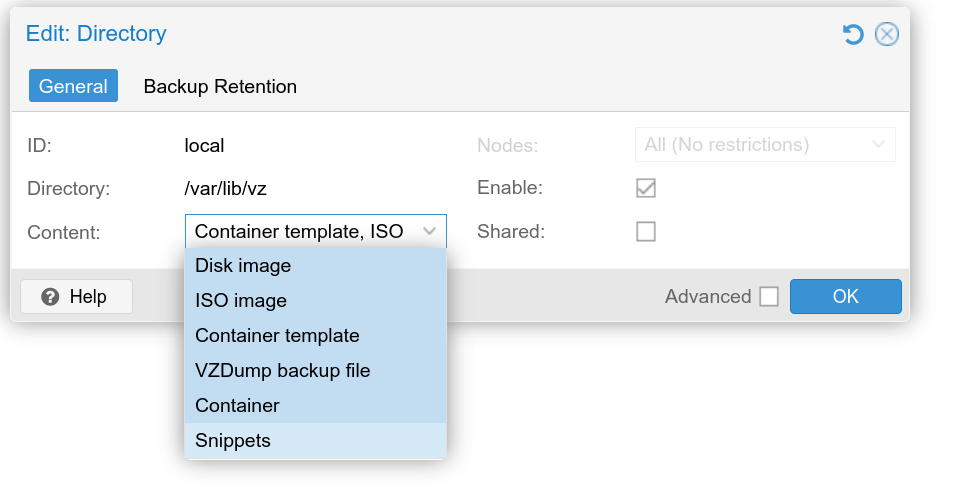 Edit: Directory
General Backup Retention
ID: local Nodes: All (No restrictions)
Directory: /var/lib/vz Enable:
Content: Container template, ISO Shared:
Disk image
ISO image
Container template
VZDump backup file
Container
Snippets
Help Advanced OK